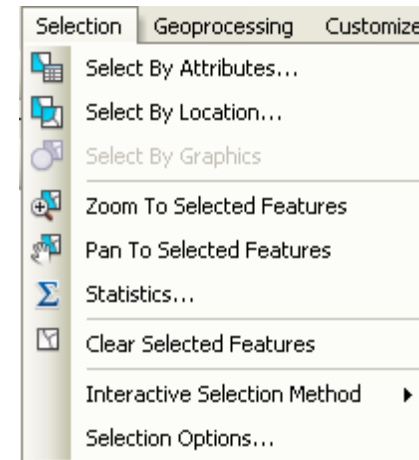 Selection Geoprocessing Customize
Select By Attributes...
Select By Location...
Select By Graphics
Zoom To Selected Features
Pan To Selected Features
Statistics...
Clear Selected Features
Interactive Selection Method
Selection Options...